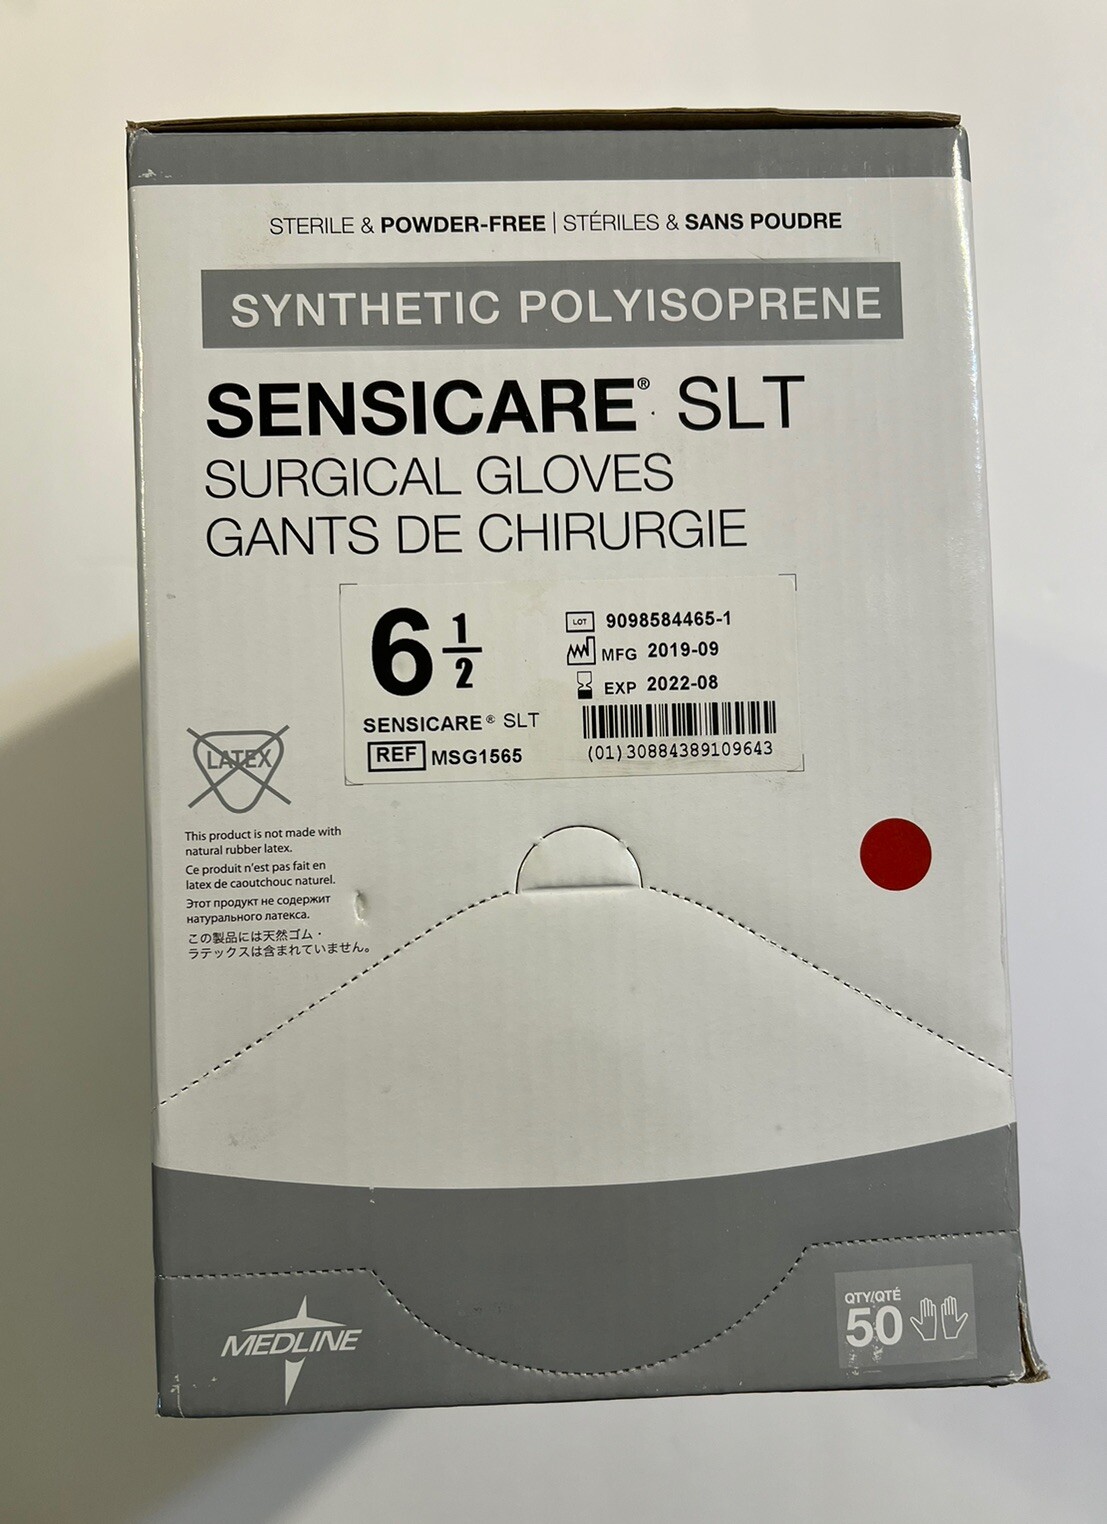 STERILE & POWDER-FREE | STÉRILES & SANS POUDRE
SYNTHETIC POLYISOPRENE
SENSICARE® SLT
SURGICAL GLOVES
GANTS DE CHIRURGIE
6 1/2
SENSICARE® SLT
REF MSG1565
LOT 9098584465-1
MFG 2019-09
EXP 2022-08
(01)30884389109643
LATEX
This product is not made with
natural rubber latex.
Ce produit n'est pas fait en
latex de caoutchouc naturel.
Этот продукт не содержит
натурального латекса.
この製品には天然ゴム・
ラテックスは含まれていません。
MEDLINE
QTY/QTÉ
50